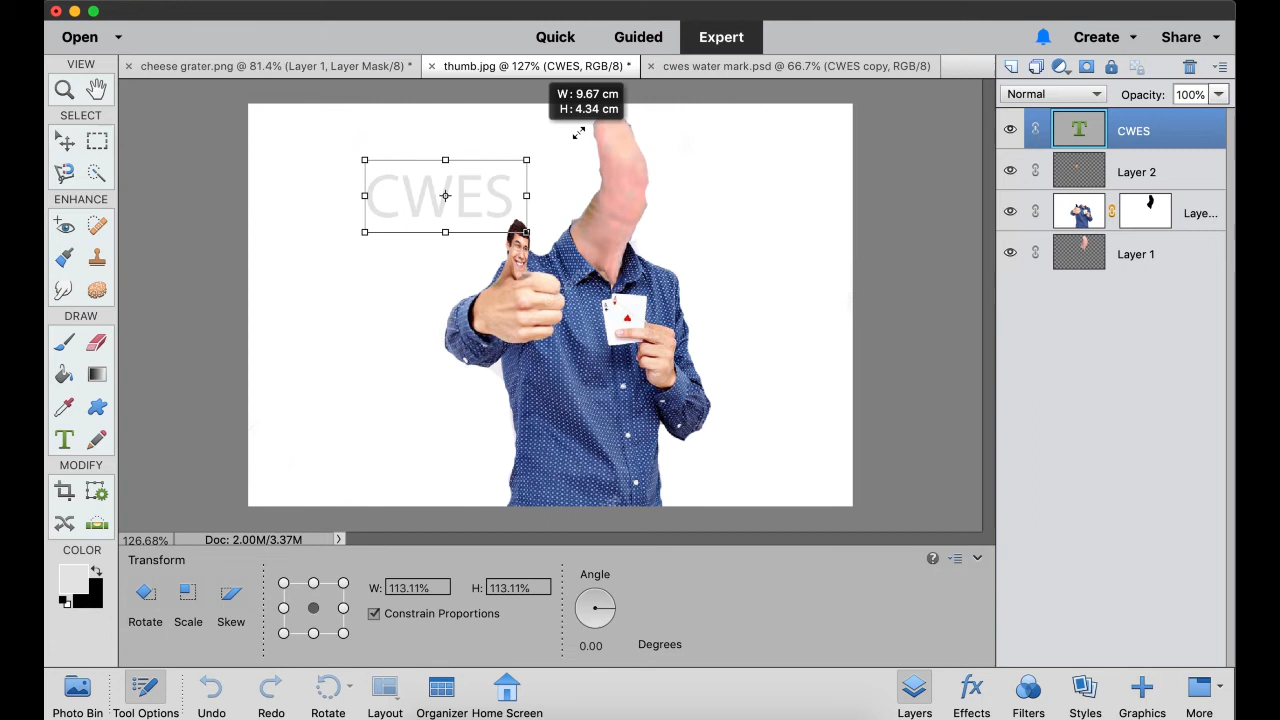 Open
Quick
Guided
Expert
Create
Share
VIEW
cheese grater.png @ 81.4% (Layer 1, Layer Mask/8) *
thumb.jpg @ 127% (CWES, RGB/8) *
cwes water mark.psd @ 66.7% (CWES copy, RGB/8)
Normal
Opacity: 100%
W: 9.67 cm
H: 4.34 cm
SELECT
CWES
CWES
Layer 2
ENHANCE
Laye...
Layer 1
DRAW
MODIFY
126.68%
Doc: 2.00M/3.37M
COLOR
Transform
Angle
W: 113.11%
H: 113.11%
Constrain Proportions
Rotate
Scale
Skew
0.00
Degrees
Photo Bin
Tool Options
Undo
Redo
Rotate
Layout
Organizer
Home Screen
Layers
Effects
Filters
Styles
Graphics
More